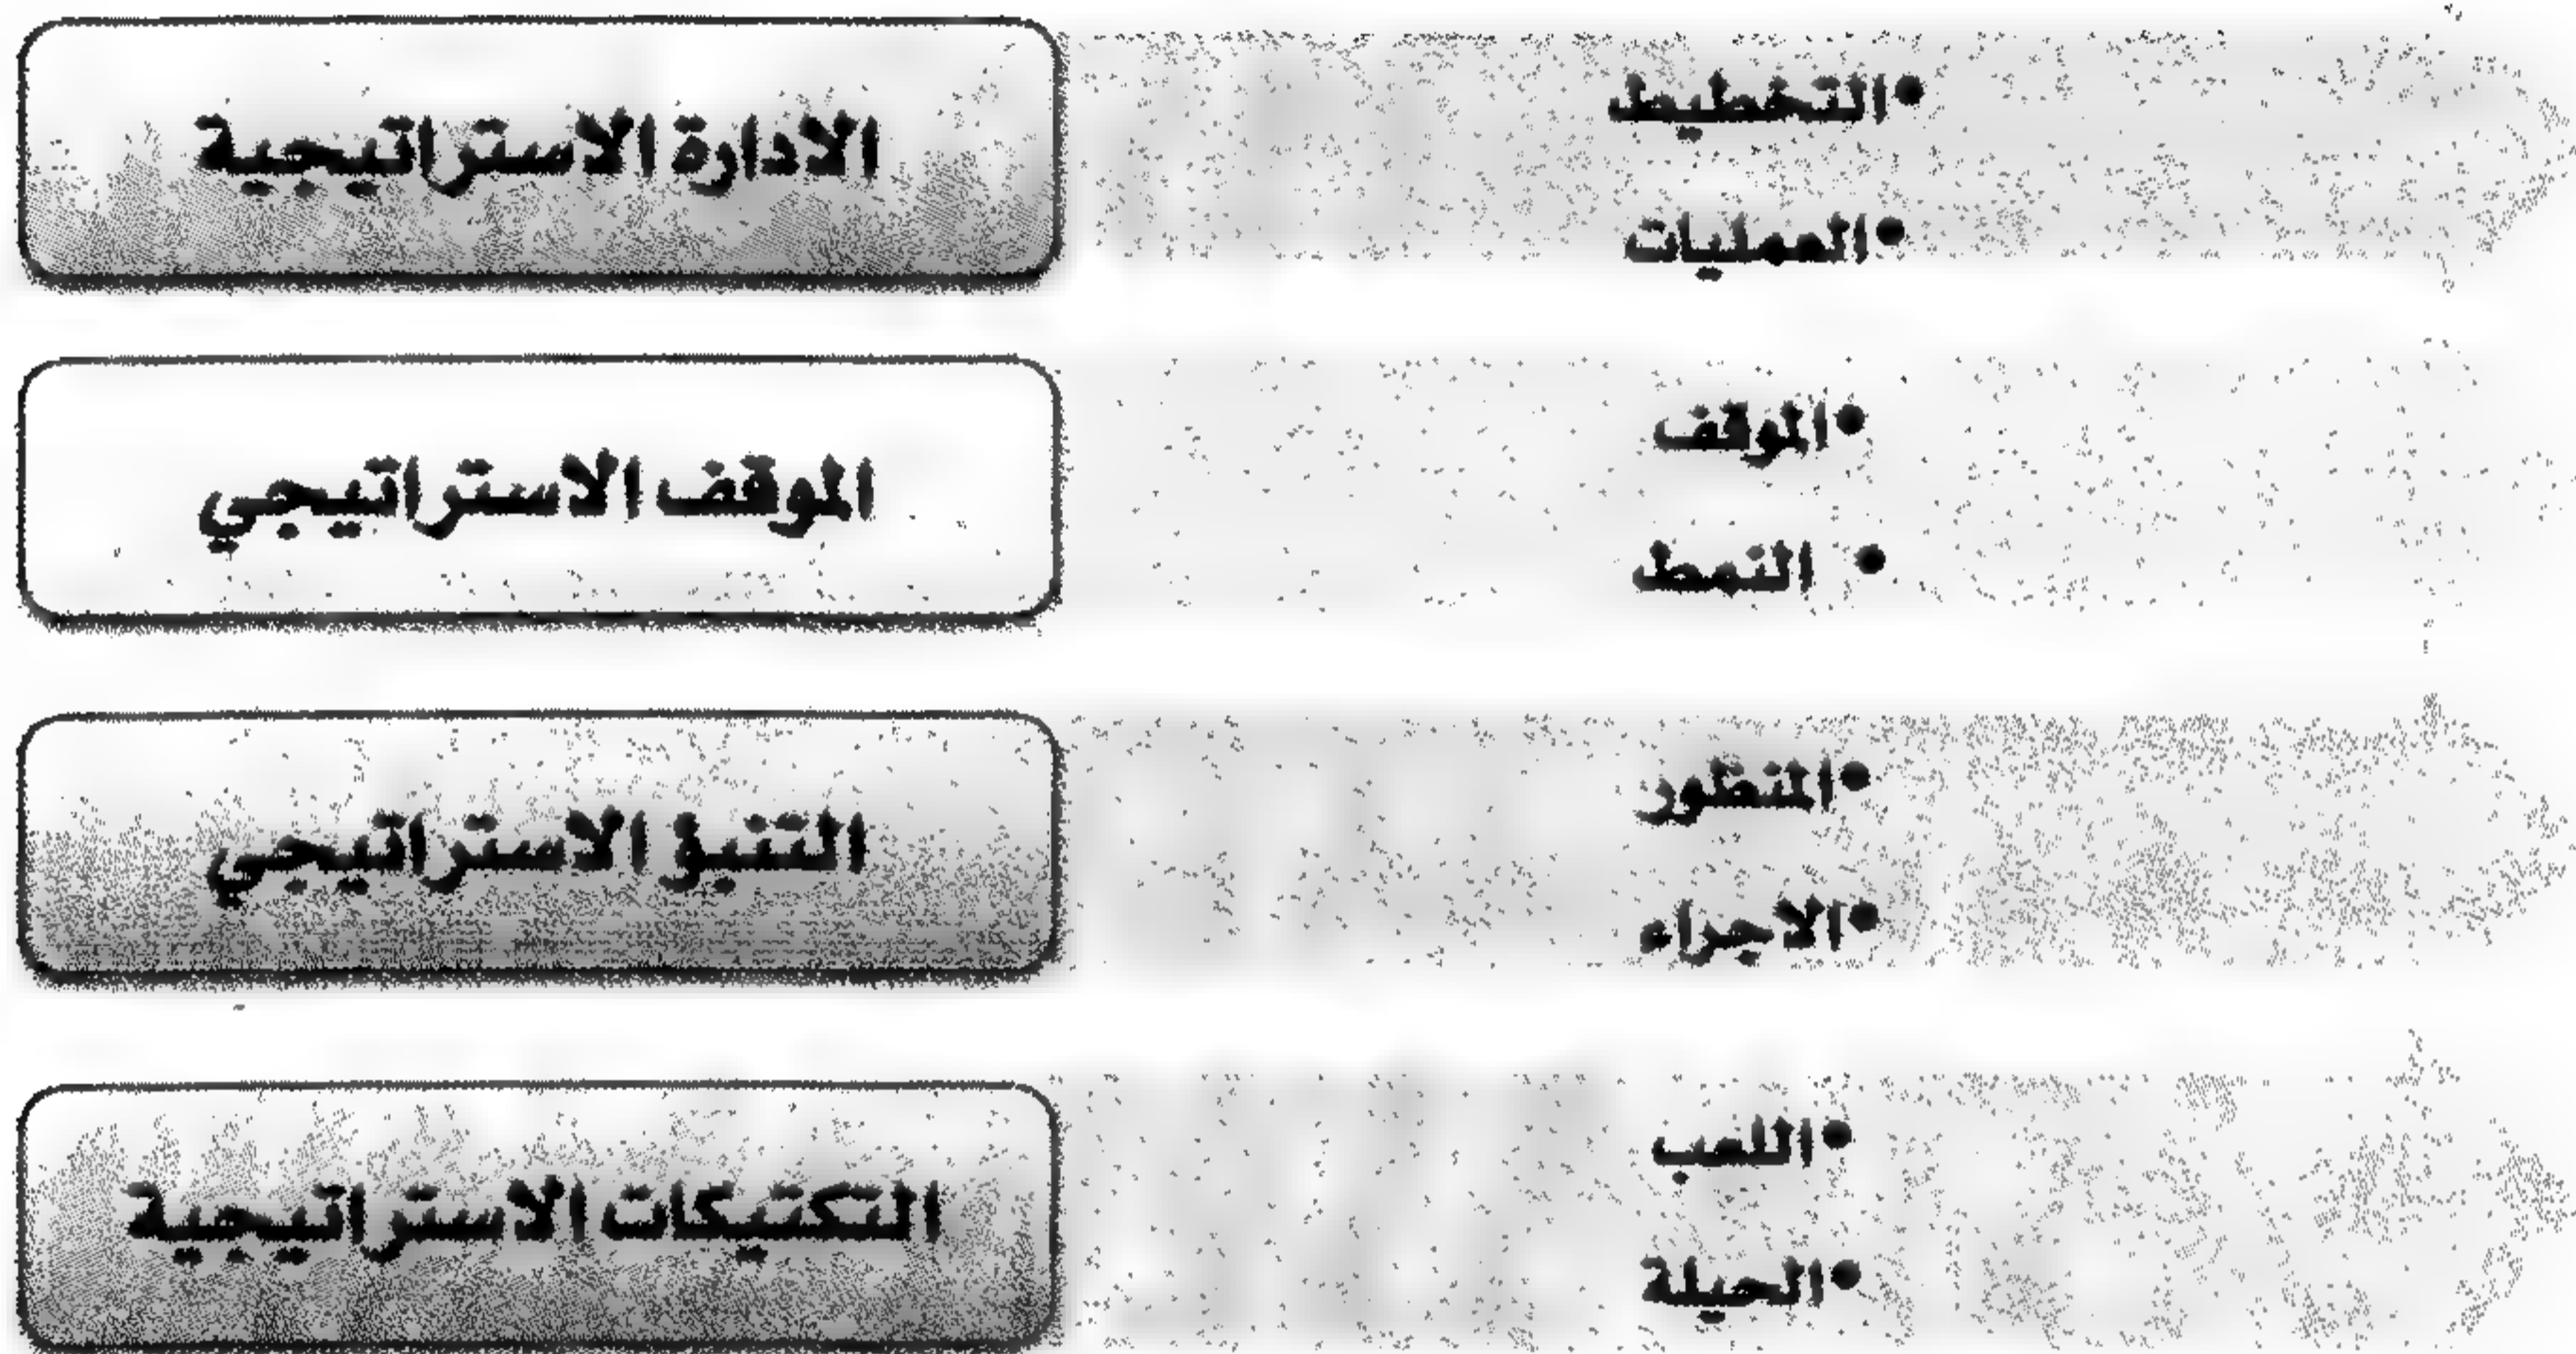 الادارة الاستراتيجية
•التخطيط
•العمليات
الموقف الاستراتيجي
•الموقف
• النمط
التنبؤ الاستراتيجي
•المنظور
•الاجراء
التكتيكات الاستراتيجية
•اللعب
•الحيلة